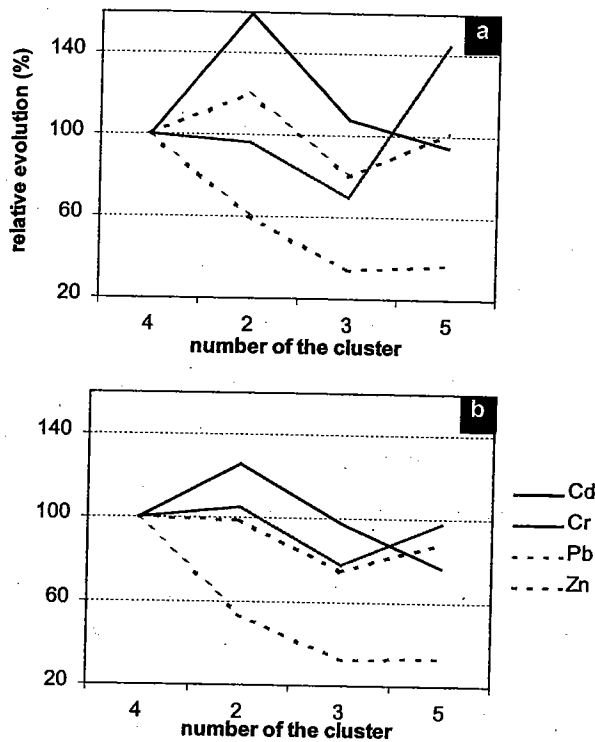 a
relative evolution (%)
140
100
60
20
4 2 3 5
number of the cluster
b
140
100
60
20
4 2 3 5
number of the cluster
Cd
Cr
Pb
Zn